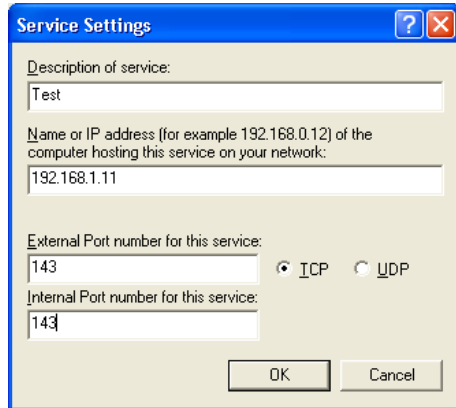 Service Settings
Description of service:
Test
Name or IP address (for example 192.168.0.12) of the
computer hosting this service on your network:
192.168.1.11
External Port number for this service:
143 TCP UDP
Internal Port number for this service:
143
OK Cancel